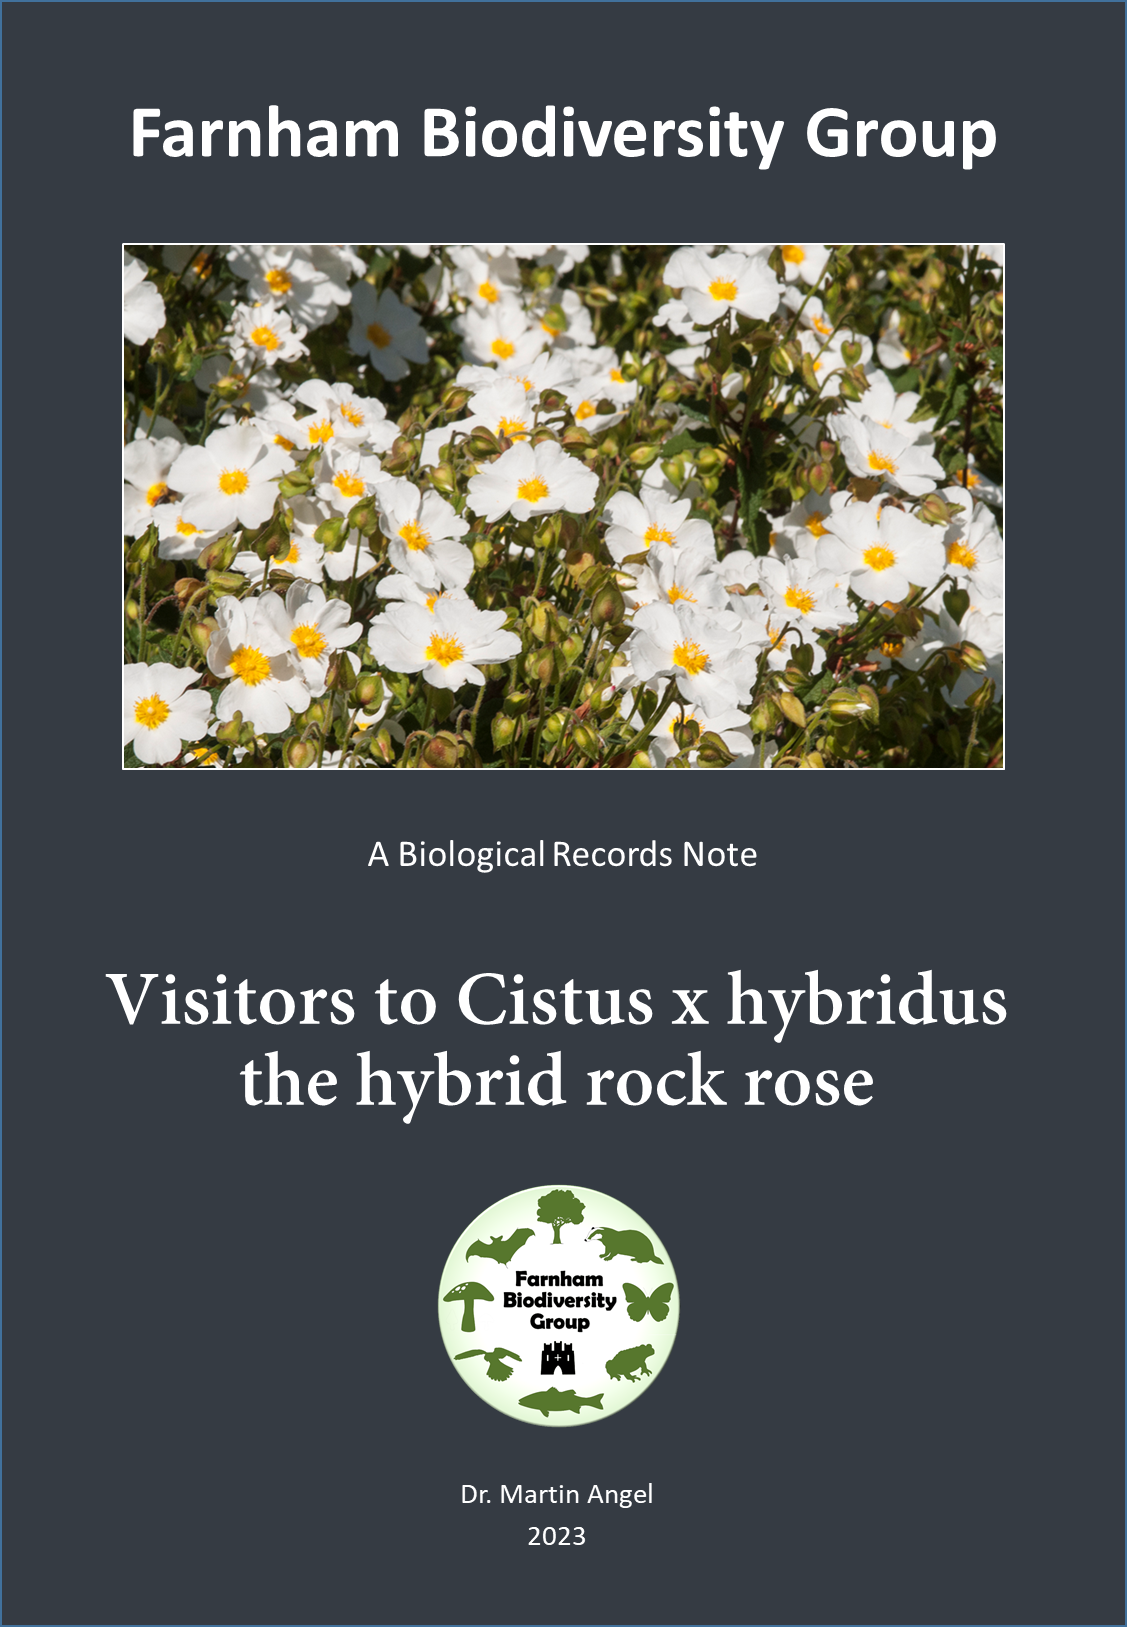 Farnham Biodiversity Group
A Biological Records Note
Visitors to Cistus x hybridus
the hybrid rock rose
Farnham
Biodiversity
Group
Dr. Martin Angel
2023